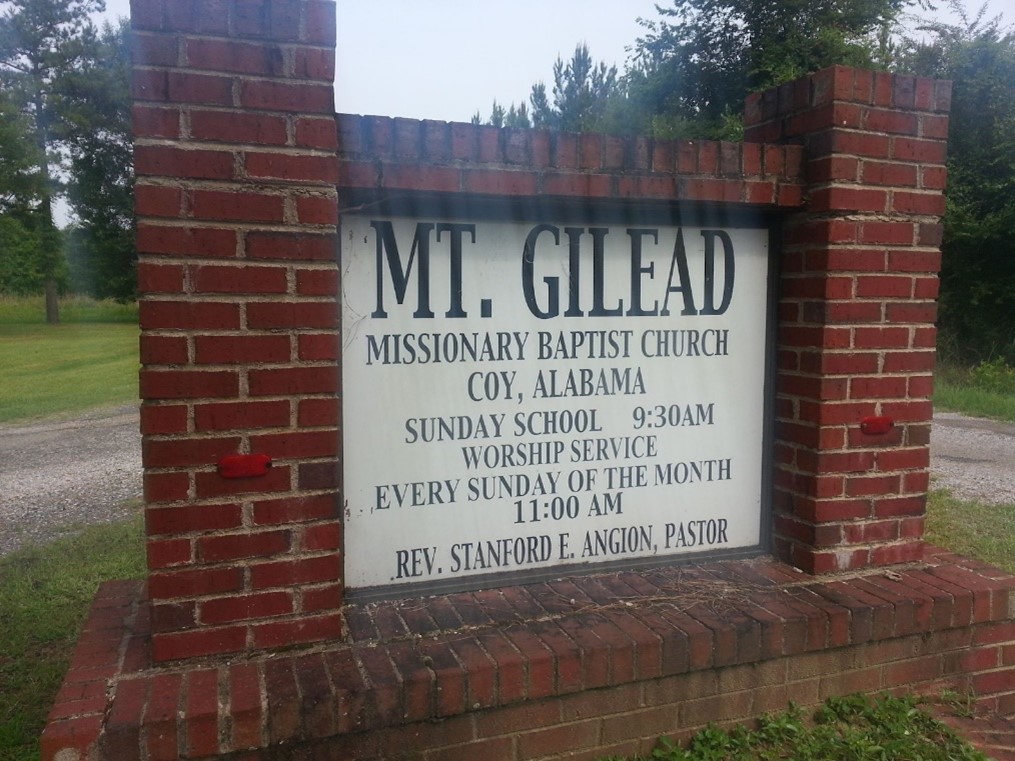 MT. GILEAD
MISSIONARY BAPTIST CHURCH
COY, ALABAMA
SUNDAY SCHOOL 9:30AM
WORSHIP SERVICE
EVERY SUNDAY OF THE MONTH
11:00 AM
REV. STANFORD E. ANGION, PASTOR